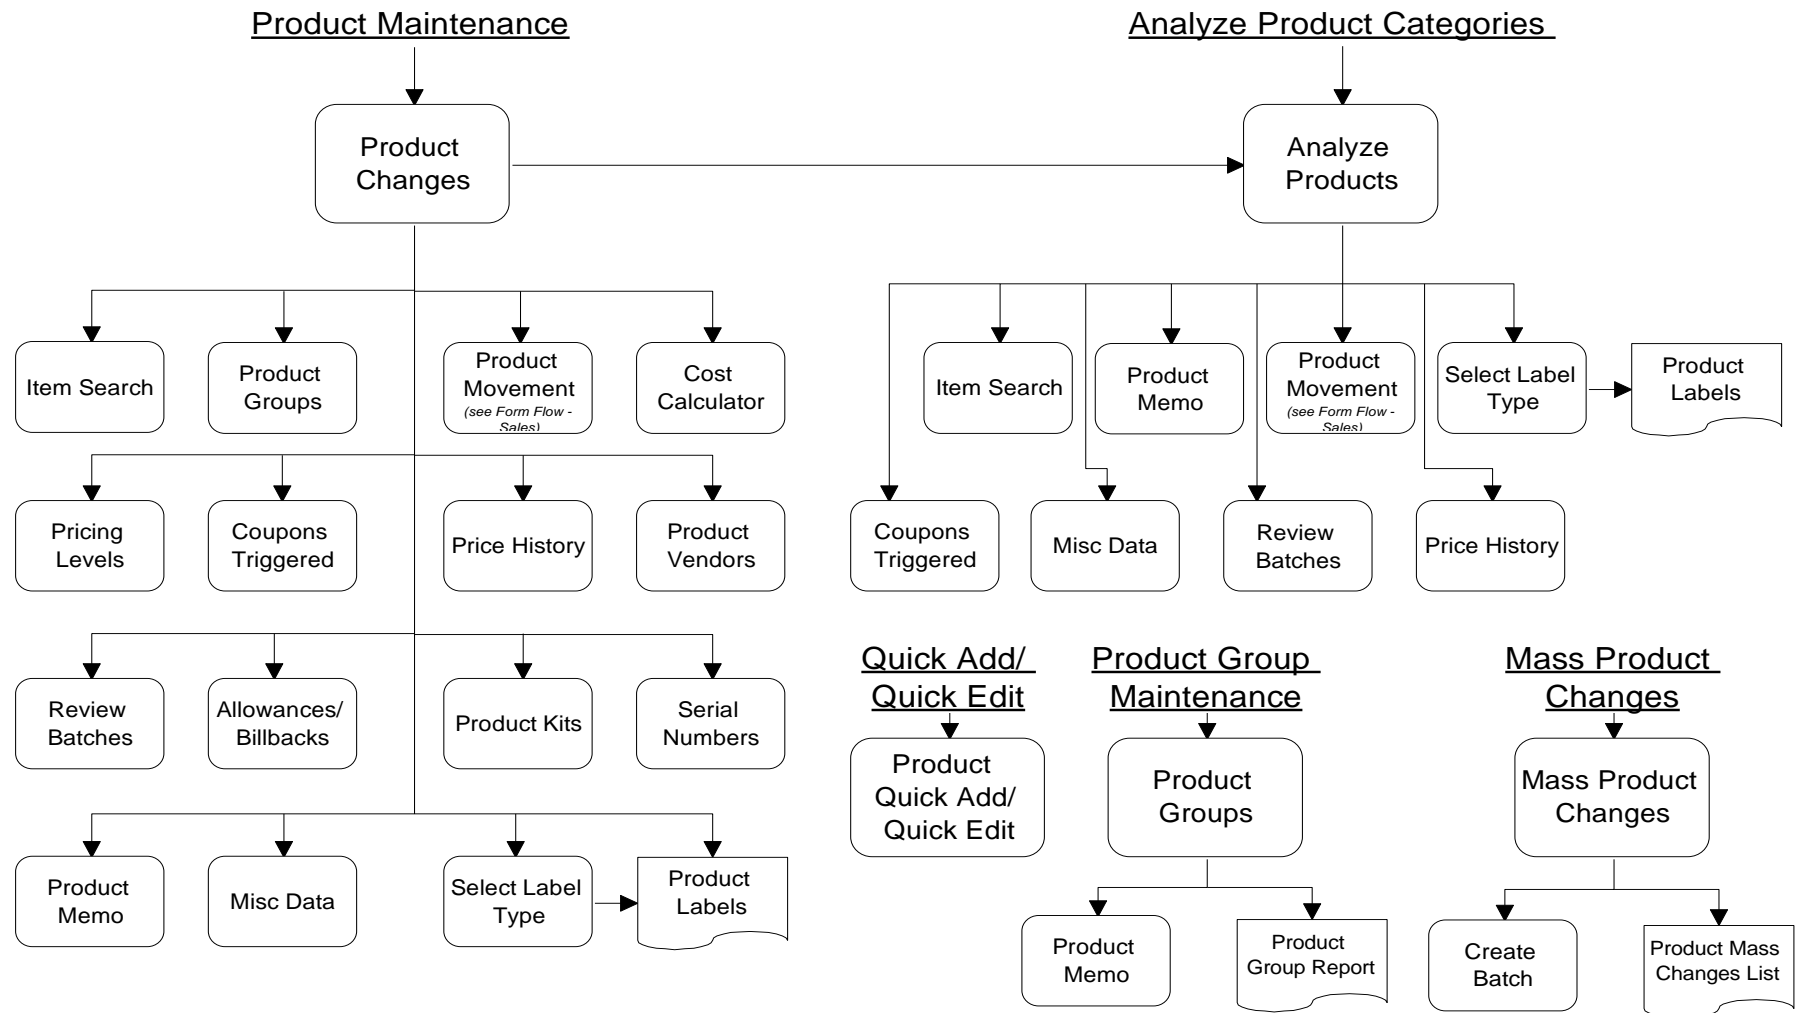 Product Maintenance
Analyze Product Categories
Product
Changes
Analyze
Products
Item Search
Product
Groups
Product
Movement
(see Form Flow -
Sales)
Cost
Calculator
Item Search
Product
Memo
Product
Movement
(see Form Flow -
Sales)
Select Label
Type
Product
Labels
Pricing
Levels
Coupons
Triggered
Price History
Product
Vendors
Coupons
Triggered
Misc Data
Review
Batches
Price History
Review
Batches
Allowances/
Billbacks
Product Kits
Serial
Numbers
Quick Add/
Quick Edit
Product Group
Maintenance
Mass Product
Changes
Product
Quick Add/
Quick Edit
Product
Groups
Mass Product
Changes
Product
Memo
Misc Data
Select Label
Type
Product
Labels
Product
Memo
Product
Group Report
Create
Batch
Product Mass
Changes List